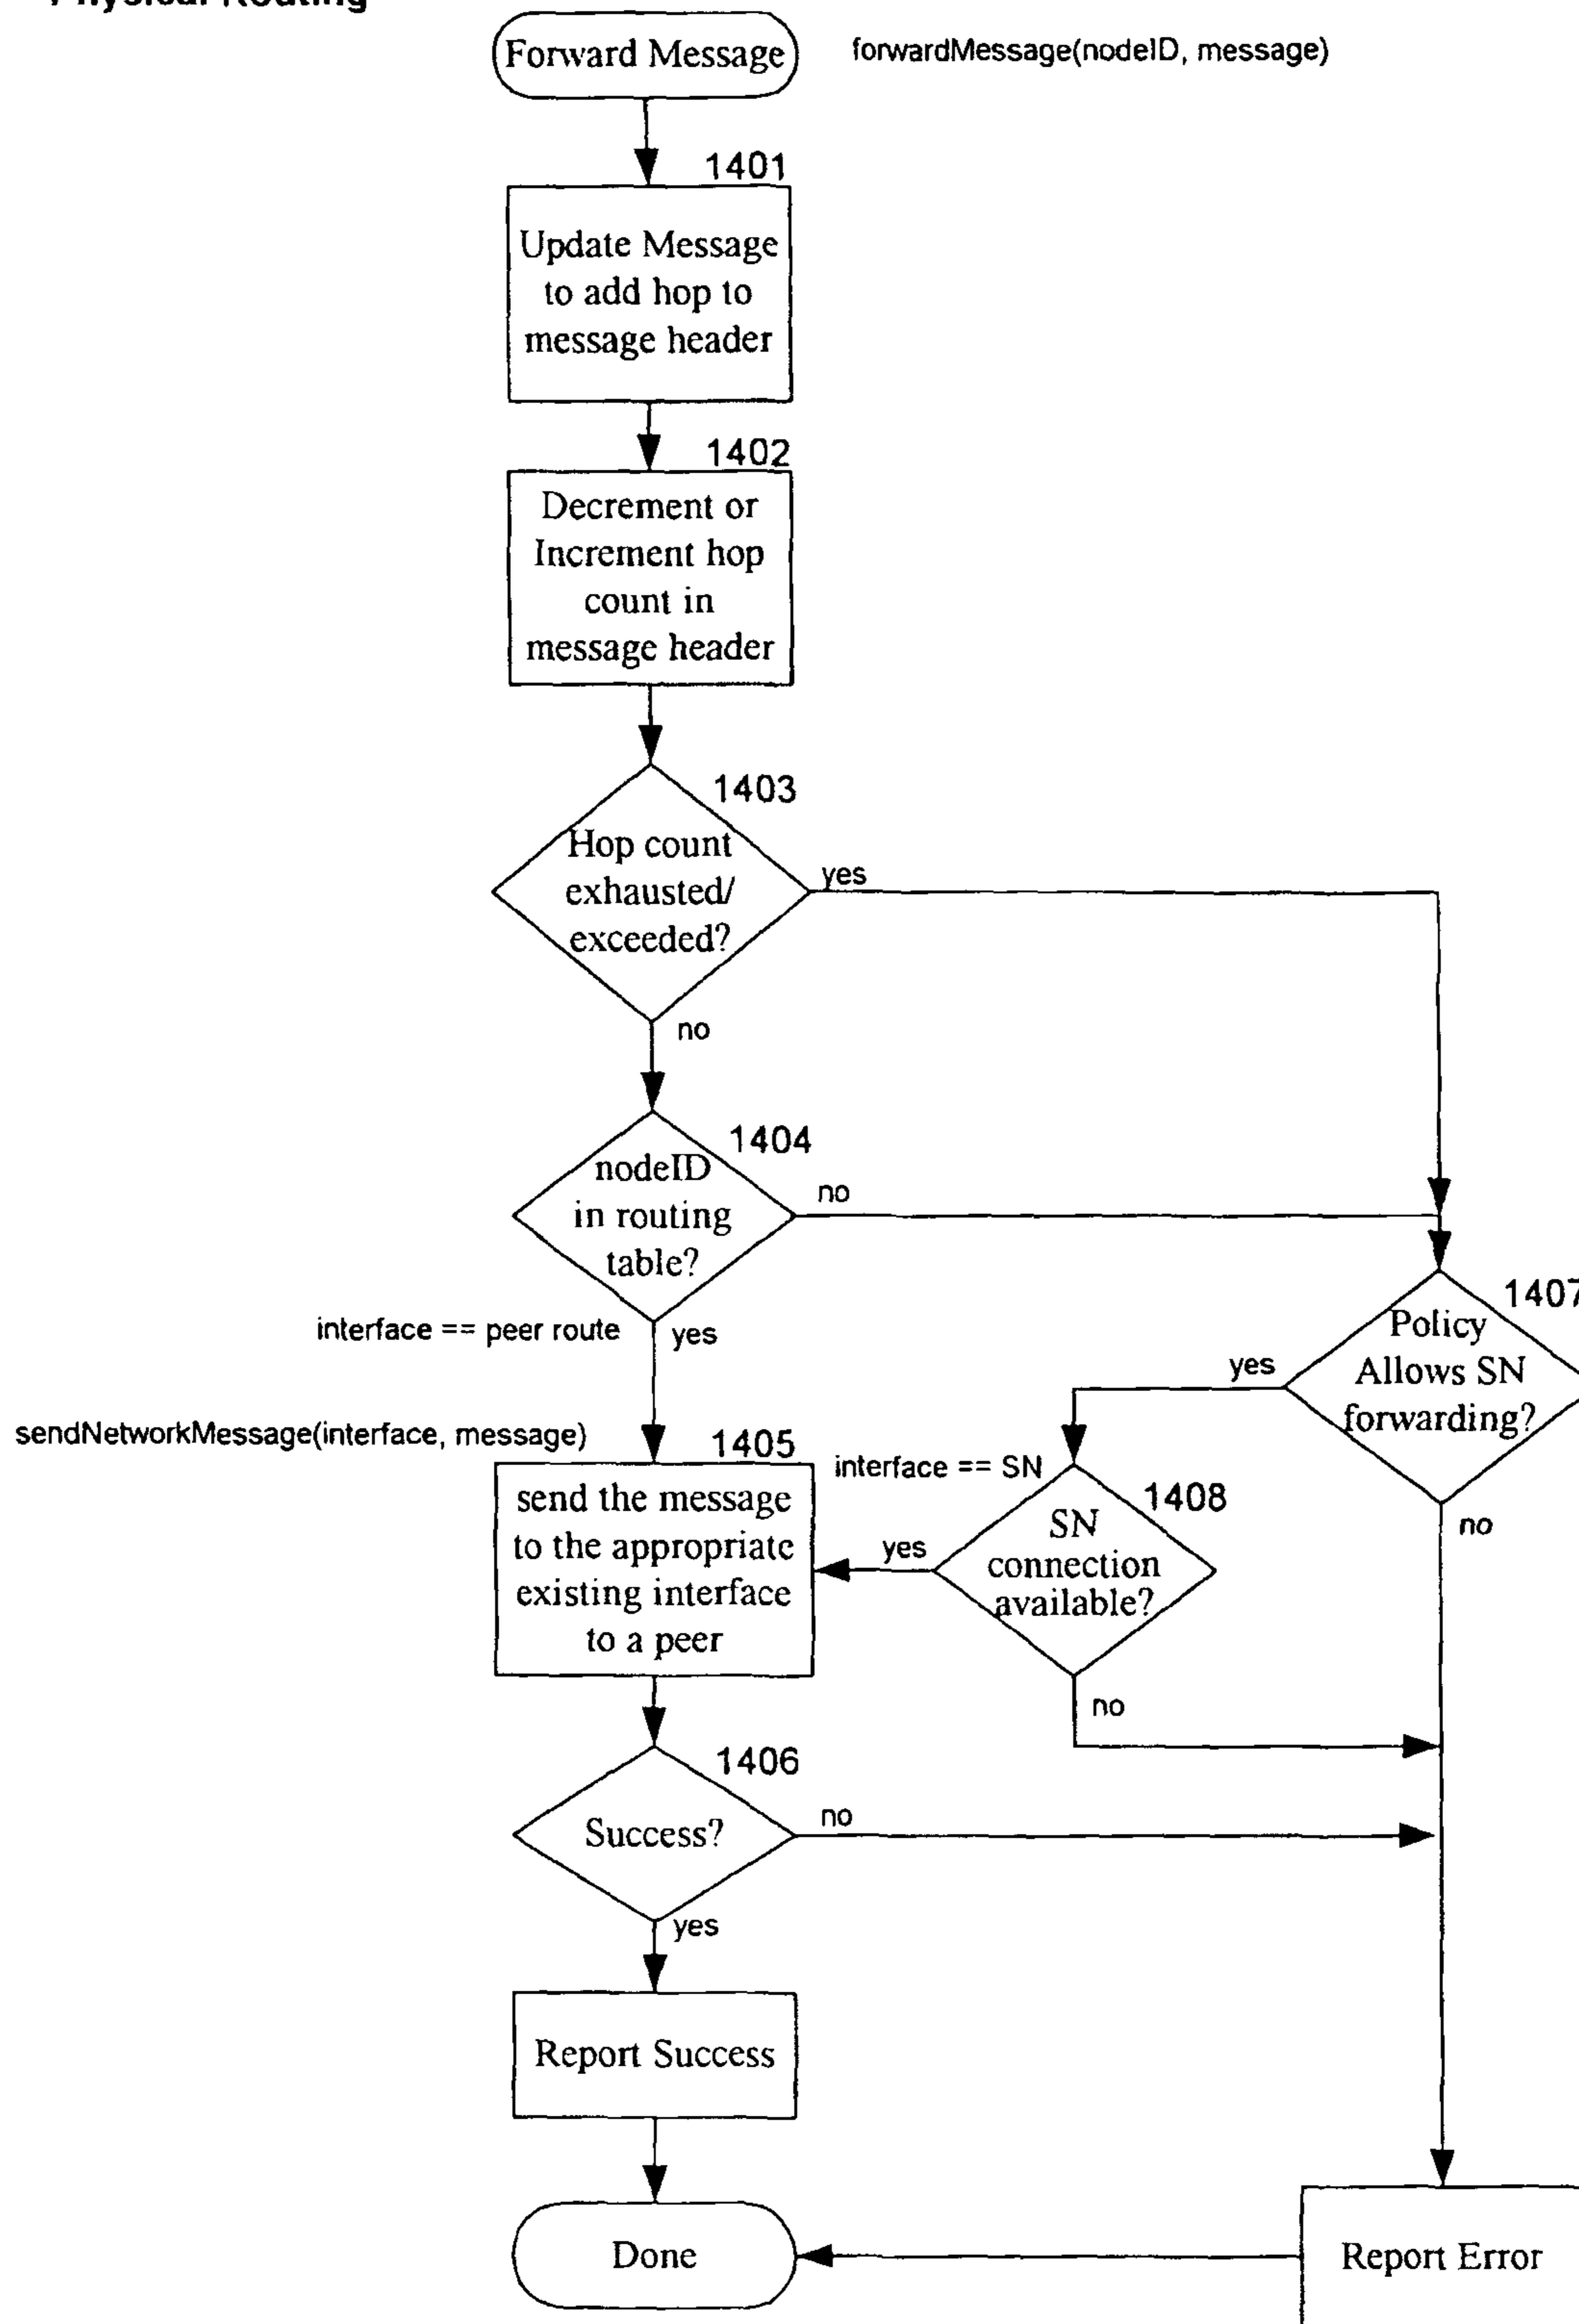 Physical Routing
Forward Message
forwardMessage(nodeID, message)
1401
Update Message
to add hop to
message header
1402
Decrement or
Increment hop
count in
message header
1403
Hop count
exhausted/
exceeded?
yes
no
1404
nodeID
in routing
table?
no
interface == peer route
yes
1407
Policy
Allows SN
forwarding?
yes
no
sendNetworkMessage(interface, message)
1405
send the message
to the appropriate
existing interface
to a peer
interface == SN
1408
SN
connection
available?
yes
no
1406
Success?
no
yes
Report Success
Done
Report Error